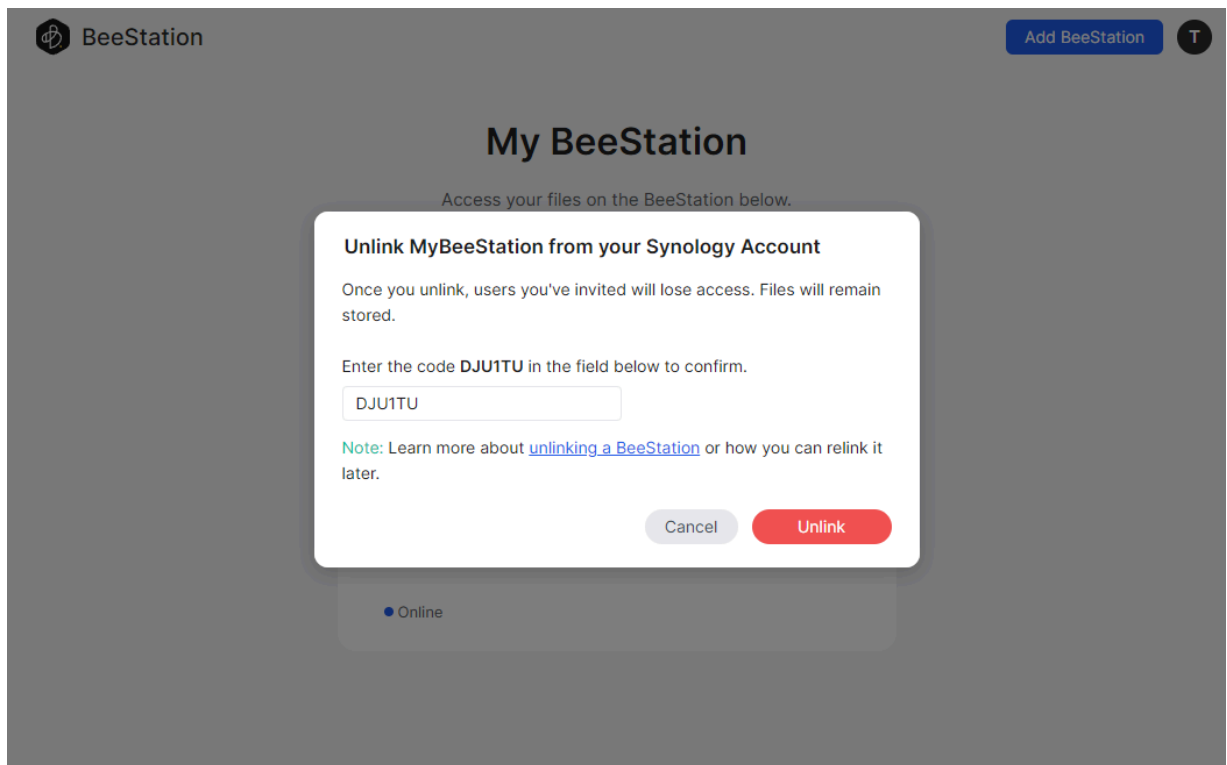 BeeStation
Add BeeStation
T
My BeeStation
Access your files on the BeeStation below.
Unlink MyBeeStation from your Synology Account
Once you unlink, users you've invited will lose access. Files will remain
stored.
Enter the code DJU1TU in the field below to confirm.
DJU1TU
Note: Learn more about unlinking a BeeStation or how you can relink it
later.
Cancel
Unlink
Online